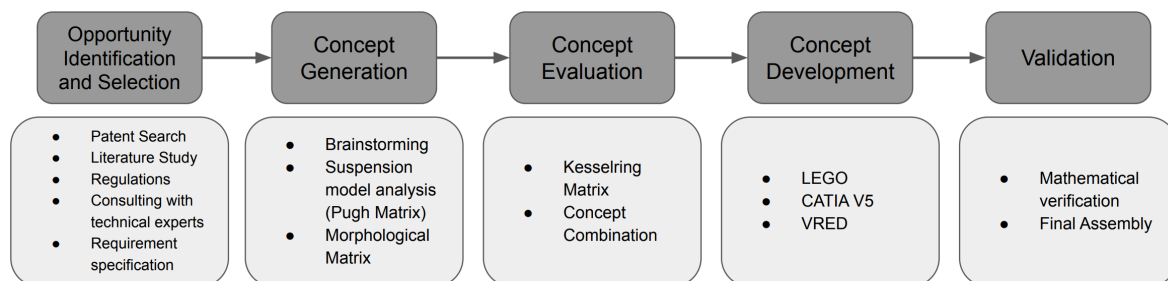 Opportunity
Identification
and Selection
Concept
Generation
Concept
Evaluation
Concept
Development
Validation
● Patent Search
● Literature Study
● Regulations
● Consulting with
technical experts
● Requirement
specification
● Brainstorming
● Suspension
model analysis
(Pugh Matrix)
● Morphological
Matrix
● Kesselring
Matrix
● Concept
Combination
● LEGO
● CATIA V5
● VRED
● Mathematical
verification
● Final Assembly